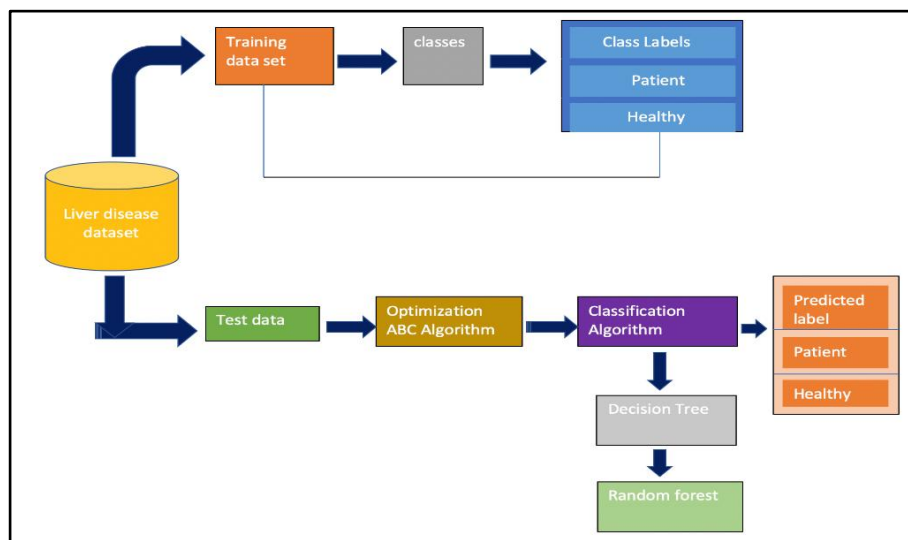 Training
data set
classes
Class Labels
Patient
Healthy
Liver disease
dataset
Test data
Optimization
ABC Algorithm
Classification
Algorithm
Predicted
label
Patient
Healthy
Decision Tree
Random forest